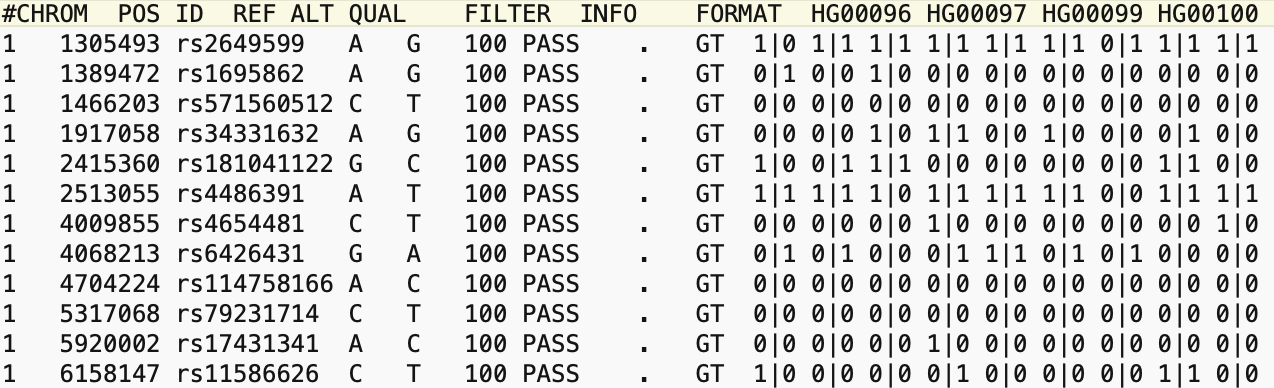 #CHROM POS ID REF ALT QUAL FILTER INFO FORMAT HG00096 HG00097 HG00099 HG00100
1 1305493 rs2649599 A G 100 PASS . GT 1|0 1|1 1|1 1|1 1|1 1|1 0|1 1|1 1|1
1 1389472 rs1695862 A G 100 PASS . GT 0|1 0|0 1|0 0|0 0|0 0|0 0|0 0|0 0|0
1 1466203 rs571560512 C T 100 PASS . GT 0|0 0|0 0|0 0|0 0|0 0|0 0|0 0|0 0|0
1 1917058 rs34331632 A G 100 PASS . GT 0|0 0|0 1|0 1|1 0|0 1|0 0|0 0|1 0|0
1 2415360 rs181041122 G C 100 PASS . GT 1|0 0|1 1|1 0|0 0|0 0|0 0|0 1|1 0|0
1 2513055 rs4486391 A T 100 PASS . GT 1|1 1|1 1|0 1|1 1|1 1|1 0|0 1|1 1|1
1 4009855 rs4654481 C T 100 PASS . GT 0|0 0|0 0|0 1|0 0|0 0|0 0|0 0|0 1|0
1 4068213 rs6426431 G A 100 PASS . GT 0|1 0|1 0|0 0|1 1|1 0|1 0|1 0|0 0|0
1 4704224 rs114758166 A C 100 PASS . GT 0|0 0|0 0|0 0|0 0|0 0|0 0|0 0|0 0|0
1 5317068 rs79231714 C T 100 PASS . GT 0|0 0|0 0|0 0|0 0|0 0|0 0|0 0|0 0|0
1 5920002 rs17431341 A C 100 PASS . GT 0|0 0|0 0|0 1|0 0|0 0|0 0|0 0|0 0|0
1 6158147 rs11586626 C T 100 PASS . GT 1|0 0|0 0|0 0|1 0|0 0|0 0|0 1|1 0|0